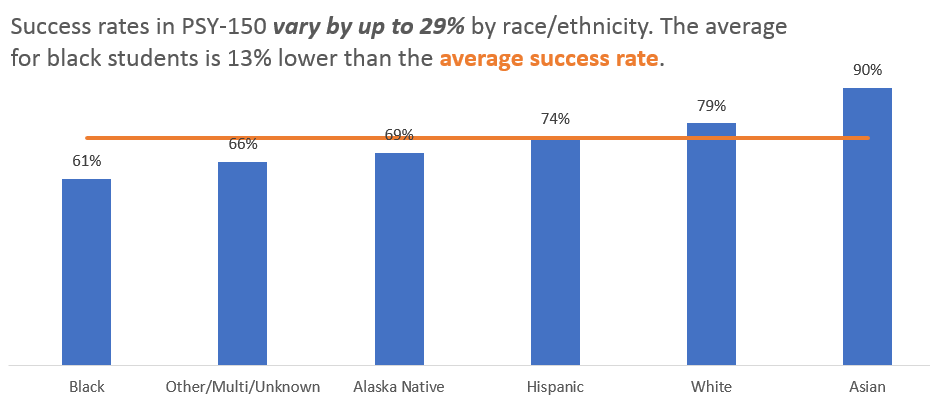 Success rates in PSY-150 vary by up to 29% by race/ethnicity. The average
for black students is 13% lower than the average success rate.
61%
66%
69%
74%
79%
90%
Black
Other/Multi/Unknown
Alaska Native
Hispanic
White
Asian